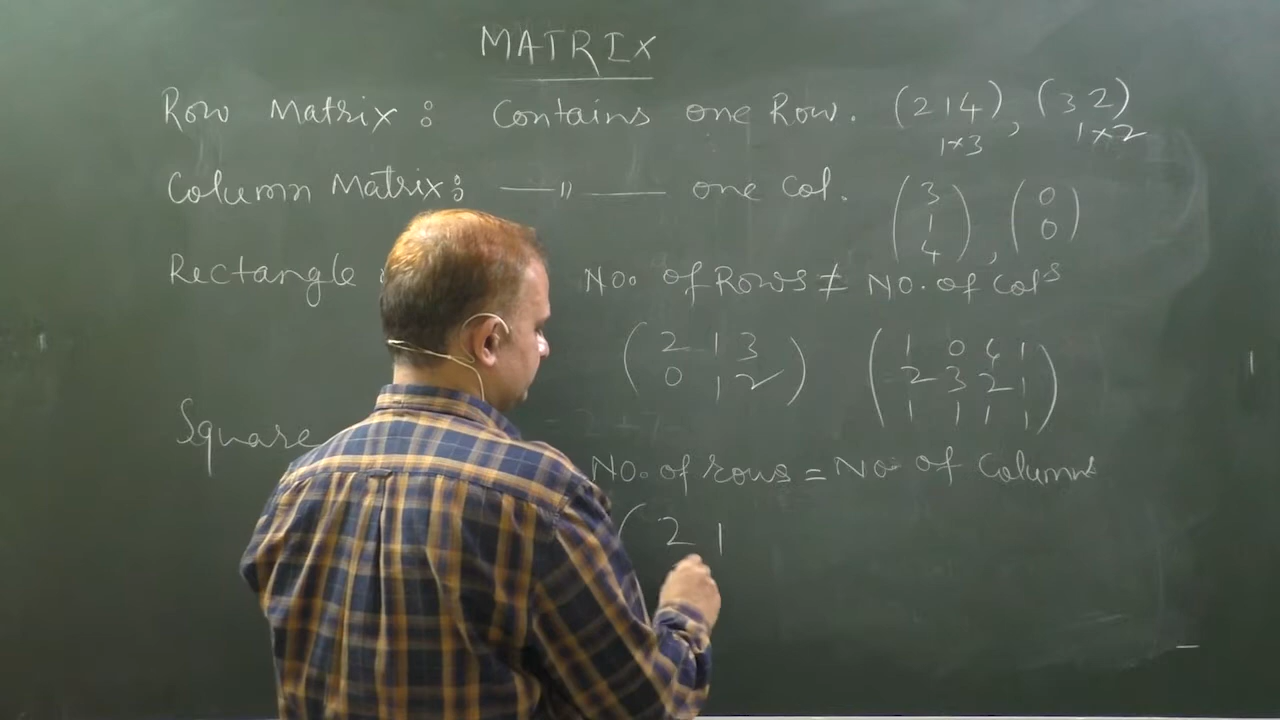 MATRIX
Row Matrix : Contains one Row. (2 1 4), (3 2)
1×3 1×2
Column Matrix: —〃— one Col. (3 1 4), (0 0)
Rectangle No. of Rows ≠ No. of Cols
(2 1 3 (1 0 4 1
0 1 2) 2 3 2 1
1 1 1 1)
Square
No. of rows = No of Columns
(2 1